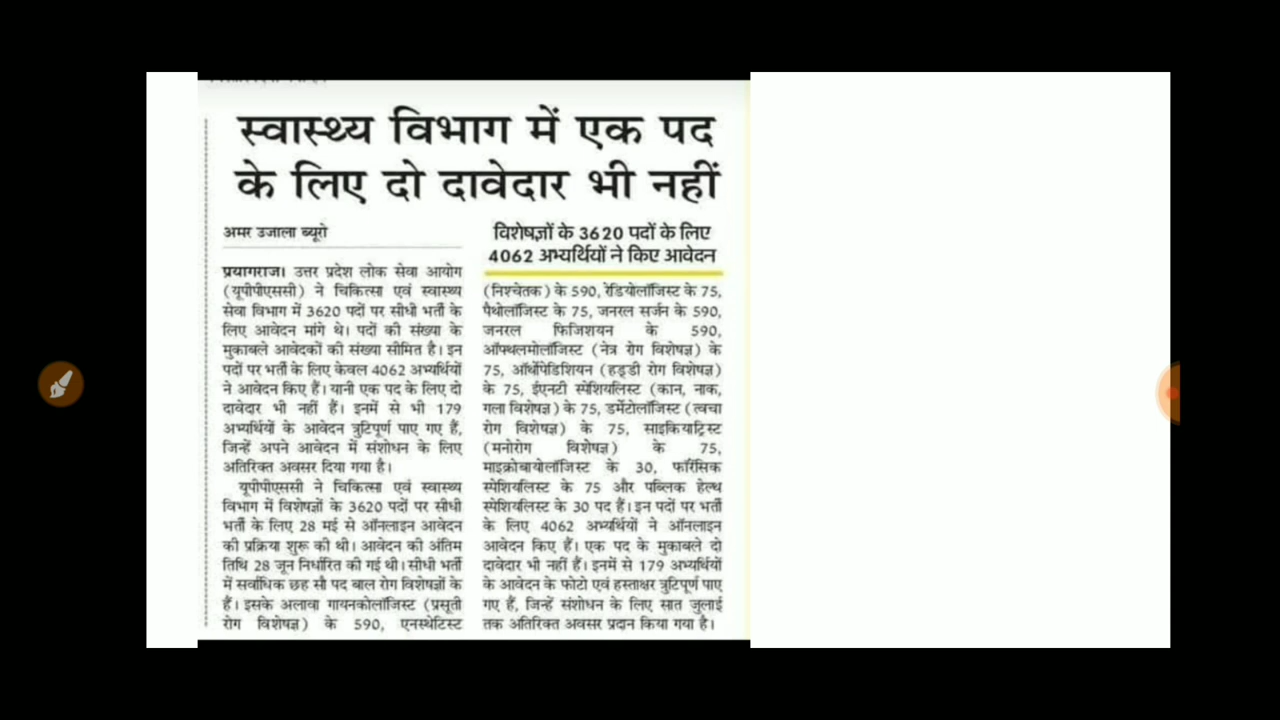 स्वास्थ्य विभाग में एक पद
के लिए दो दावेदार भी नहीं
अमर उजाला ब्यूरो
प्रयागराज। उत्तर प्रदेश लोक सेवा आयोग
(यूपीपीएससी) ने चिकित्सा एवं स्वास्थ्य
सेवा विभाग में 3620 पदों पर सीधी भर्ती के
लिए आवेदन मांगे थे। पदों की संख्या के
मुकाबले आवेदकों की संख्या सीमित है। इन
पदों पर भर्ती के लिए केवल 4062 अभ्यर्थियों
ने आवेदन किए हैं। यानी एक पद के लिए दो
दावेदार भी नहीं हैं। इनमें से भी 179
अभ्यर्थियों के आवेदन त्रुटिपूर्ण पाए गए हैं,
जिन्हें अपने आवेदन में संशोधन के लिए
अतिरिक्त अवसर दिया गया है।
यूपीपीएससी ने चिकित्सा एवं स्वास्थ्य
विभाग में विशेषज्ञों के 3620 पदों पर सीधी
भर्ती के लिए 28 मई से ऑनलाइन आवेदन
की प्रक्रिया शुरू की थी। आवेदन की अंतिम
तिथि 28 जून निर्धारित की गई थी। सीधी भर्ती
में सर्वाधिक छह सौ पद बाल रोग विशेषज्ञों के
हैं। इसके अलावा गायनकोलॉजिस्ट (प्रसूती
रोग विशेषज्ञ) के 590, एनस्थेटिस्ट
विशेषज्ञों के 3620 पदों के लिए
4062 अभ्यर्थियों ने किए आवेदन
(निश्चेतक) के 590, रेडियोलॉजिस्ट के 75,
पैथोलॉजिस्ट के 75, जनरल सर्जन के 590,
जनरल फिजिशयन के 590,
ऑफ्थलमोलॉजिस्ट (नेत्र रोग विशेषज्ञ) के
75, ऑर्थोपेडिशियन (हड्डी रोग विशेषज्ञ)
के 75, ईएनटी स्पेशियलिस्ट (कान, नाक,
गला विशेषज्ञ) के 75, डर्मेटोलॉजिस्ट (त्वचा
रोग विशेषज्ञ) के 75, साइकियाट्रिस्ट
(मनोरोग विशेषज्ञ) के 75,
माइक्रोबायोलॉजिस्ट के 30, फॉरेंसिक
स्पेशियलिस्ट के 75 और पब्लिक हेल्थ
स्पेशियलिस्ट के 30 पद हैं। इन पदों पर भर्ती
के लिए 4062 अभ्यर्थियों ने ऑनलाइन
आवेदन किए हैं। एक पद के मुकाबले दो
दावेदार भी नहीं हैं। इनमें से 179 अभ्यर्थियों
के आवेदन के फोटो एवं हस्ताक्षर त्रुटिपूर्ण पाए
गए हैं, जिन्हें संशोधन के लिए सात जुलाई
तक अतिरिक्त अवसर प्रदान किया गया है।